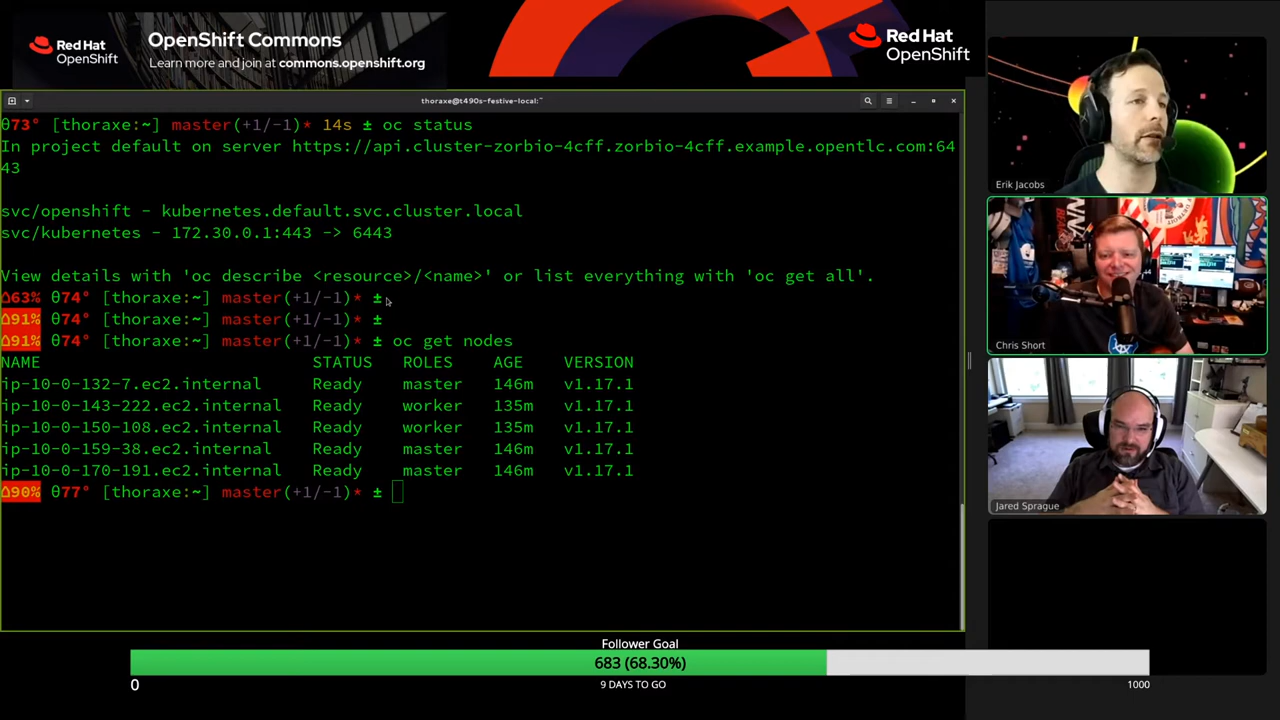 Red Hat
OpenShift
OpenShift Commons
Learn more and join at commons.openshift.org
Red Hat
OpenShift
thoraxe@t490s-festive-local:~
θ73° [thoraxe:~] master(+1/-1)* 14s ± oc status
In project default on server https://api.cluster-zorbio-4cff.zorbio-4cff.example.opentlc.com:64
43
svc/openshift - kubernetes.default.svc.cluster.local
svc/kubernetes - 172.30.0.1:443 -> 6443
View details with 'oc describe <resource>/<name>' or list everything with 'oc get all'.
∆63% θ74° [thoraxe:~] master(+1/-1)* ±
∆91% θ74° [thoraxe:~] master(+1/-1)* ±
∆91% θ74° [thoraxe:~] master(+1/-1)* ± oc get nodes
NAME STATUS ROLES AGE VERSION
ip-10-0-132-7.ec2.internal Ready master 146m v1.17.1
ip-10-0-143-222.ec2.internal Ready worker 135m v1.17.1
ip-10-0-150-108.ec2.internal Ready worker 135m v1.17.1
ip-10-0-159-38.ec2.internal Ready master 146m v1.17.1
ip-10-0-170-191.ec2.internal Ready master 146m v1.17.1
∆90% θ77° [thoraxe:~] master(+1/-1)* ±
Erik Jacobs
Chris Short
Jared Sprague
Follower Goal
683 (68.30%)
0
9 DAYS TO GO
1000